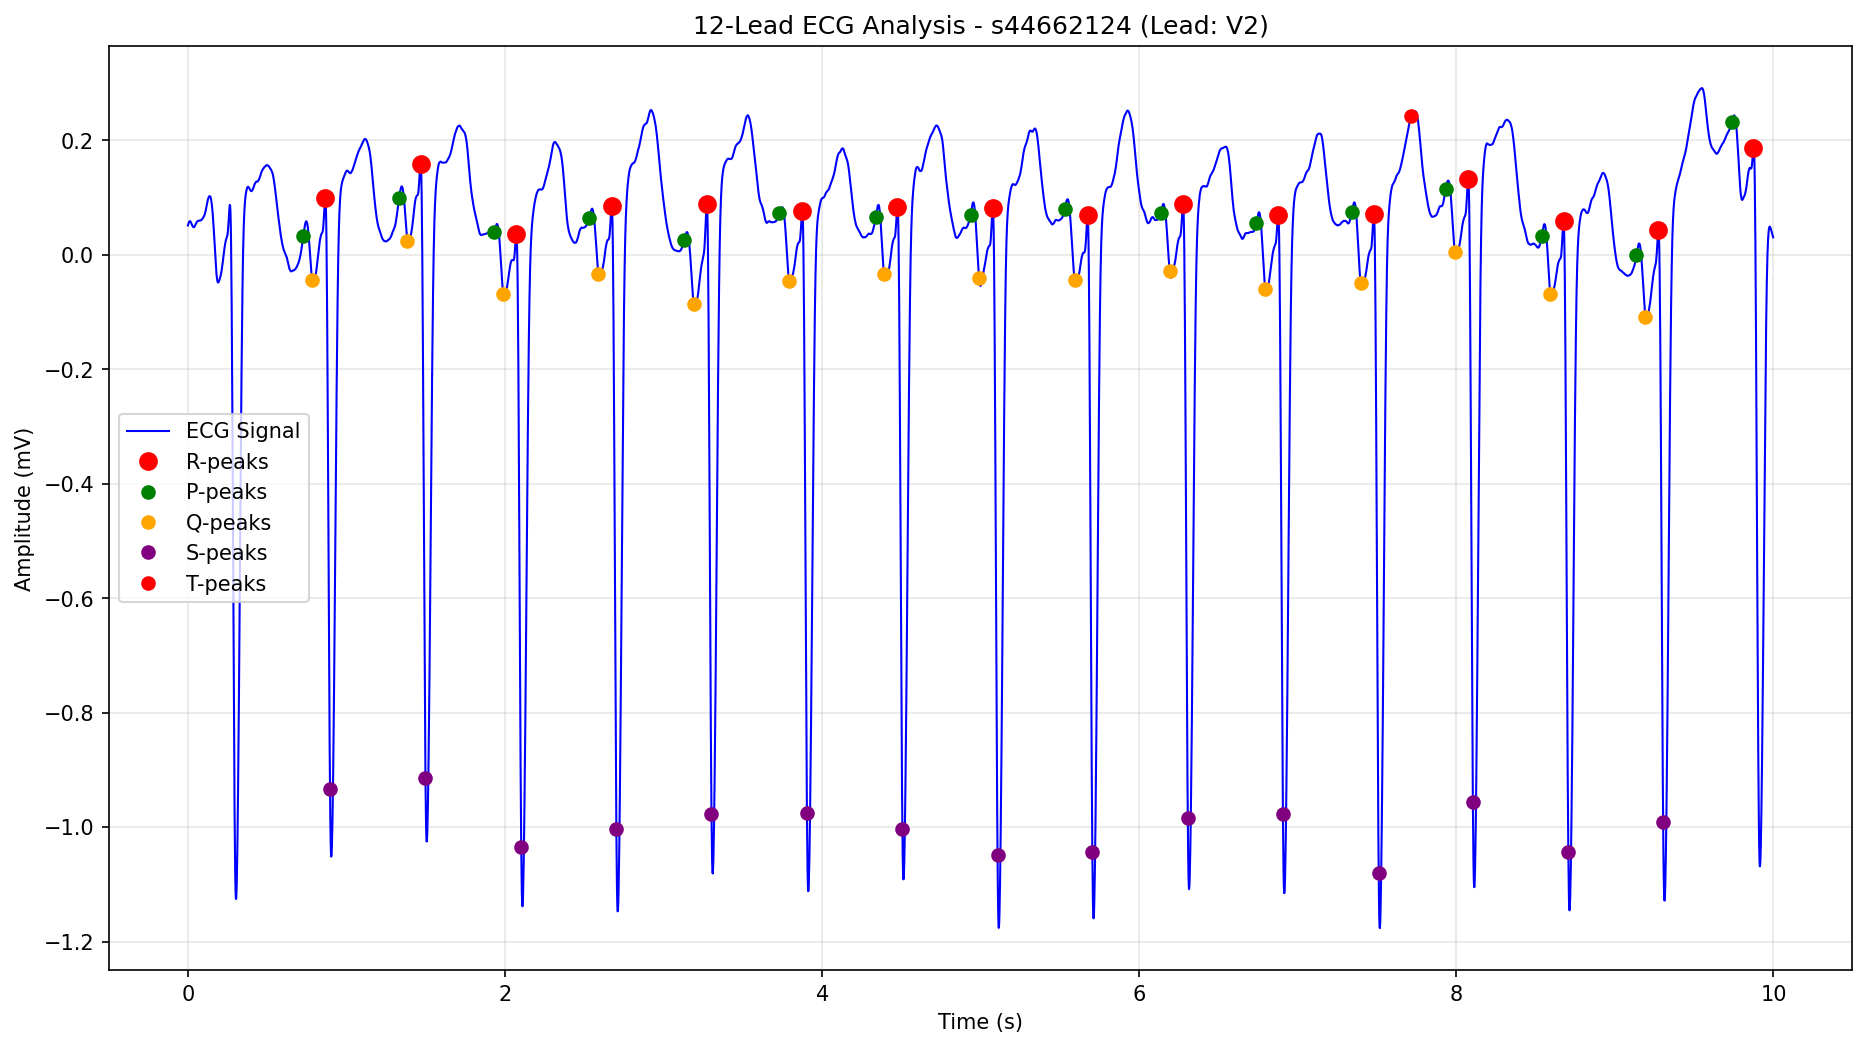 12-Lead ECG Analysis - s44662124 (Lead: V2)
Amplitude (mV)
0.2
0.0
−0.2
−0.4
−0.6
−0.8
−1.0
−1.2
ECG Signal
R-peaks
P-peaks
Q-peaks
S-peaks
T-peaks
0 2 4 6 8 10
Time (s)